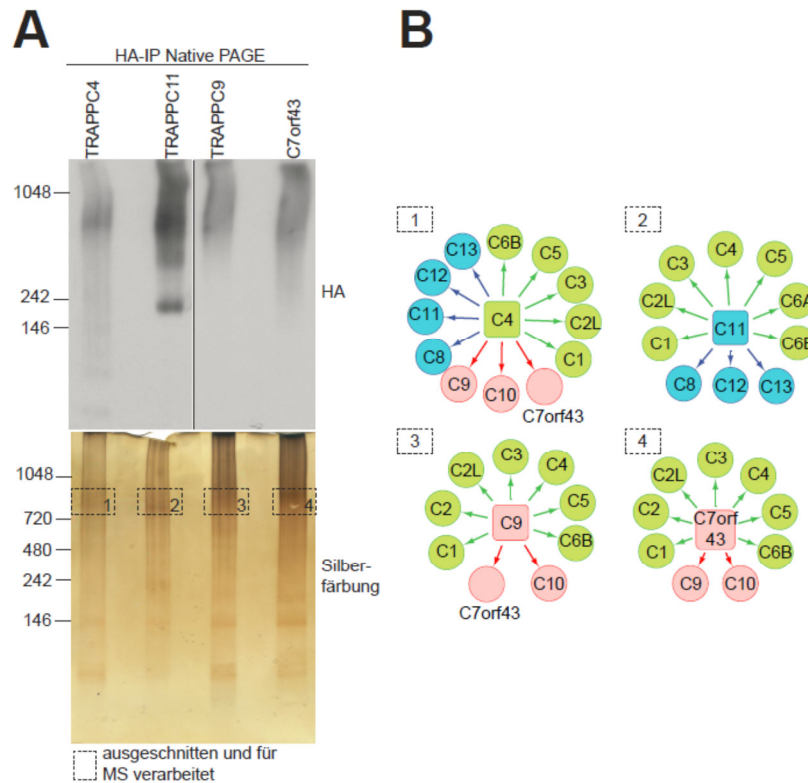 A
HA-IP Native PAGE
TRAPPC4
TRAPPC11
TRAPPC9
C7orf43
1048
242
146
HA
1048
720
480
242
146
1
2
3
4
Silber-
färbung
ausgeschnitten und für
MS verarbeitet
B
1
C13
C6B
C5
C12
C3
C11
C4
C2L
C8
C1
C9
C10
C7orf43
2
C4
C3
C5
C2L
C6A
C11
C1
C6B
C8
C12
C13
3
C3
C2L
C4
C2
C9
C5
C1
C6B
C10
C7orf43
4
C3
C2L
C4
C2
C7orf
43
C5
C1
C6B
C9
C10